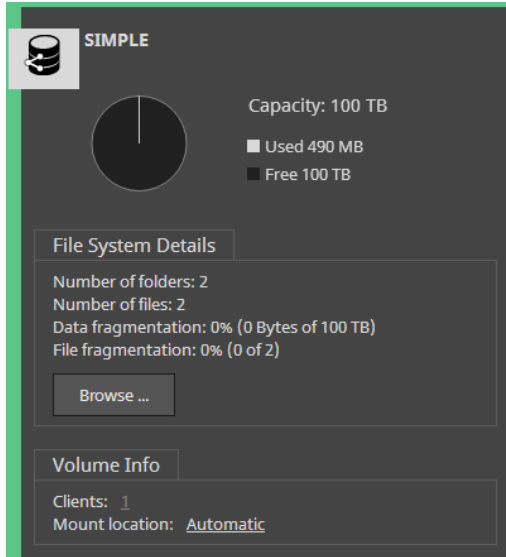 SIMPLE
Capacity: 100 TB
Used 490 MB
Free 100 TB
File System Details
Number of folders: 2
Number of files: 2
Data fragmentation: 0% (0 Bytes of 100 TB)
File fragmentation: 0% (0 of 2)
Browse ...
Volume Info
Clients: 1
Mount location: Automatic